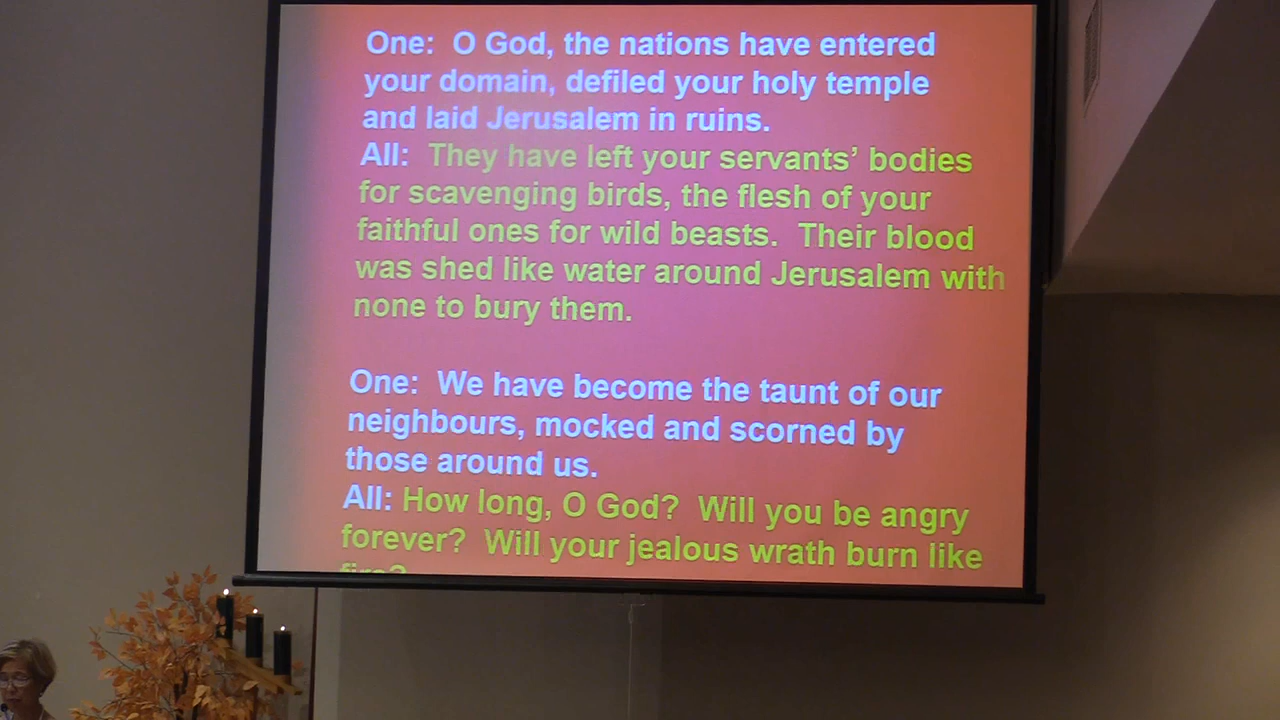 One: O God, the nations have entered
your domain, defiled your holy temple
and laid Jerusalem in ruins.
All: They have left your servants’ bodies
for scavenging birds, the flesh of your
faithful ones for wild beasts. Their blood
was shed like water around Jerusalem with
none to bury them.
One: We have become the taunt of our
neighbours, mocked and scorned by
those around us.
All: How long, O God? Will you be angry
forever? Will your jealous wrath burn like
fire?